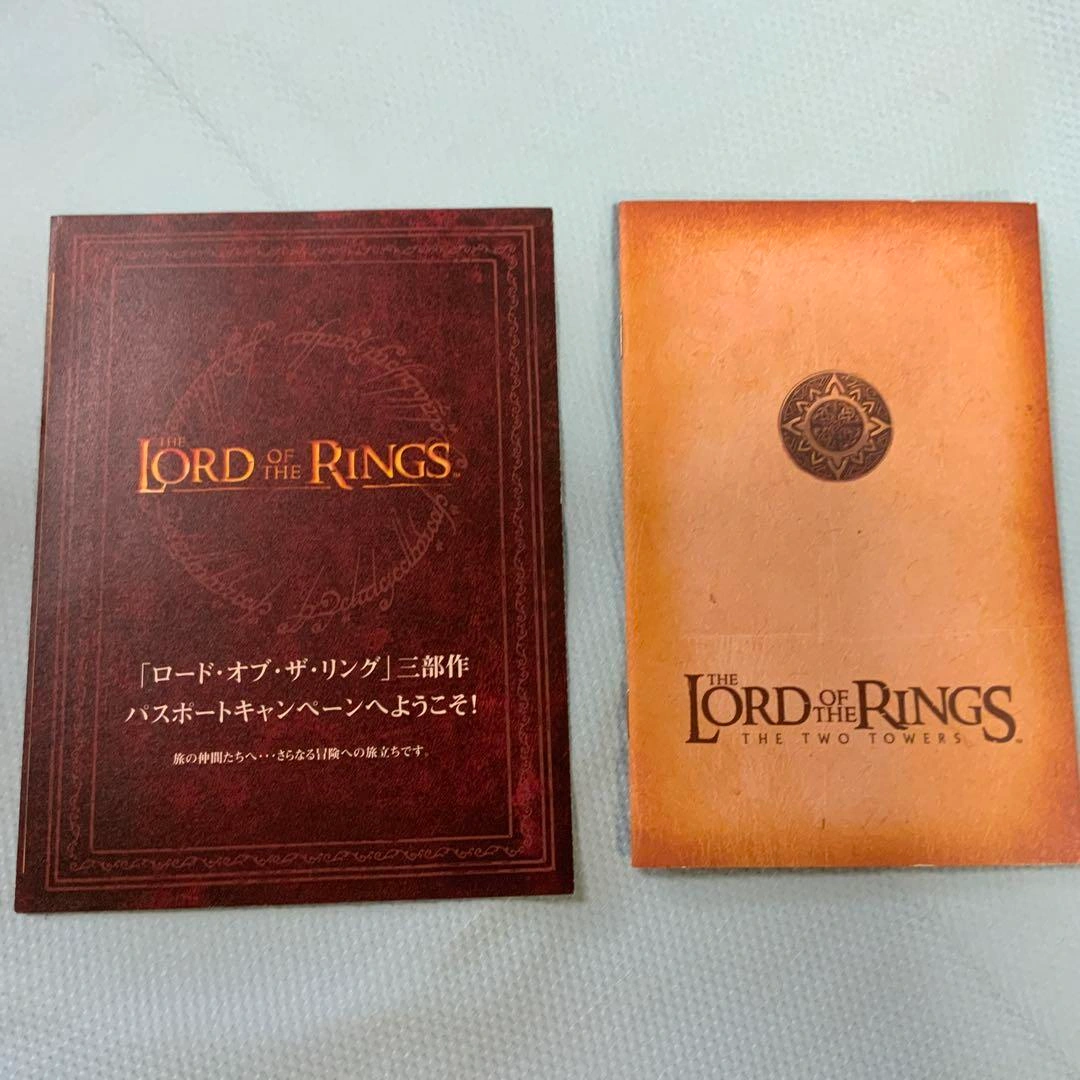 THE LORD OF THE RINGS™
「ロード・オブ・ザ・リング」三部作
パスポートキャンペーンへようこそ!
旅の仲間たちへ・・・さらなる冒険への旅立ちです。
THE LORD OF THE RINGS
THE TWO TOWERS™